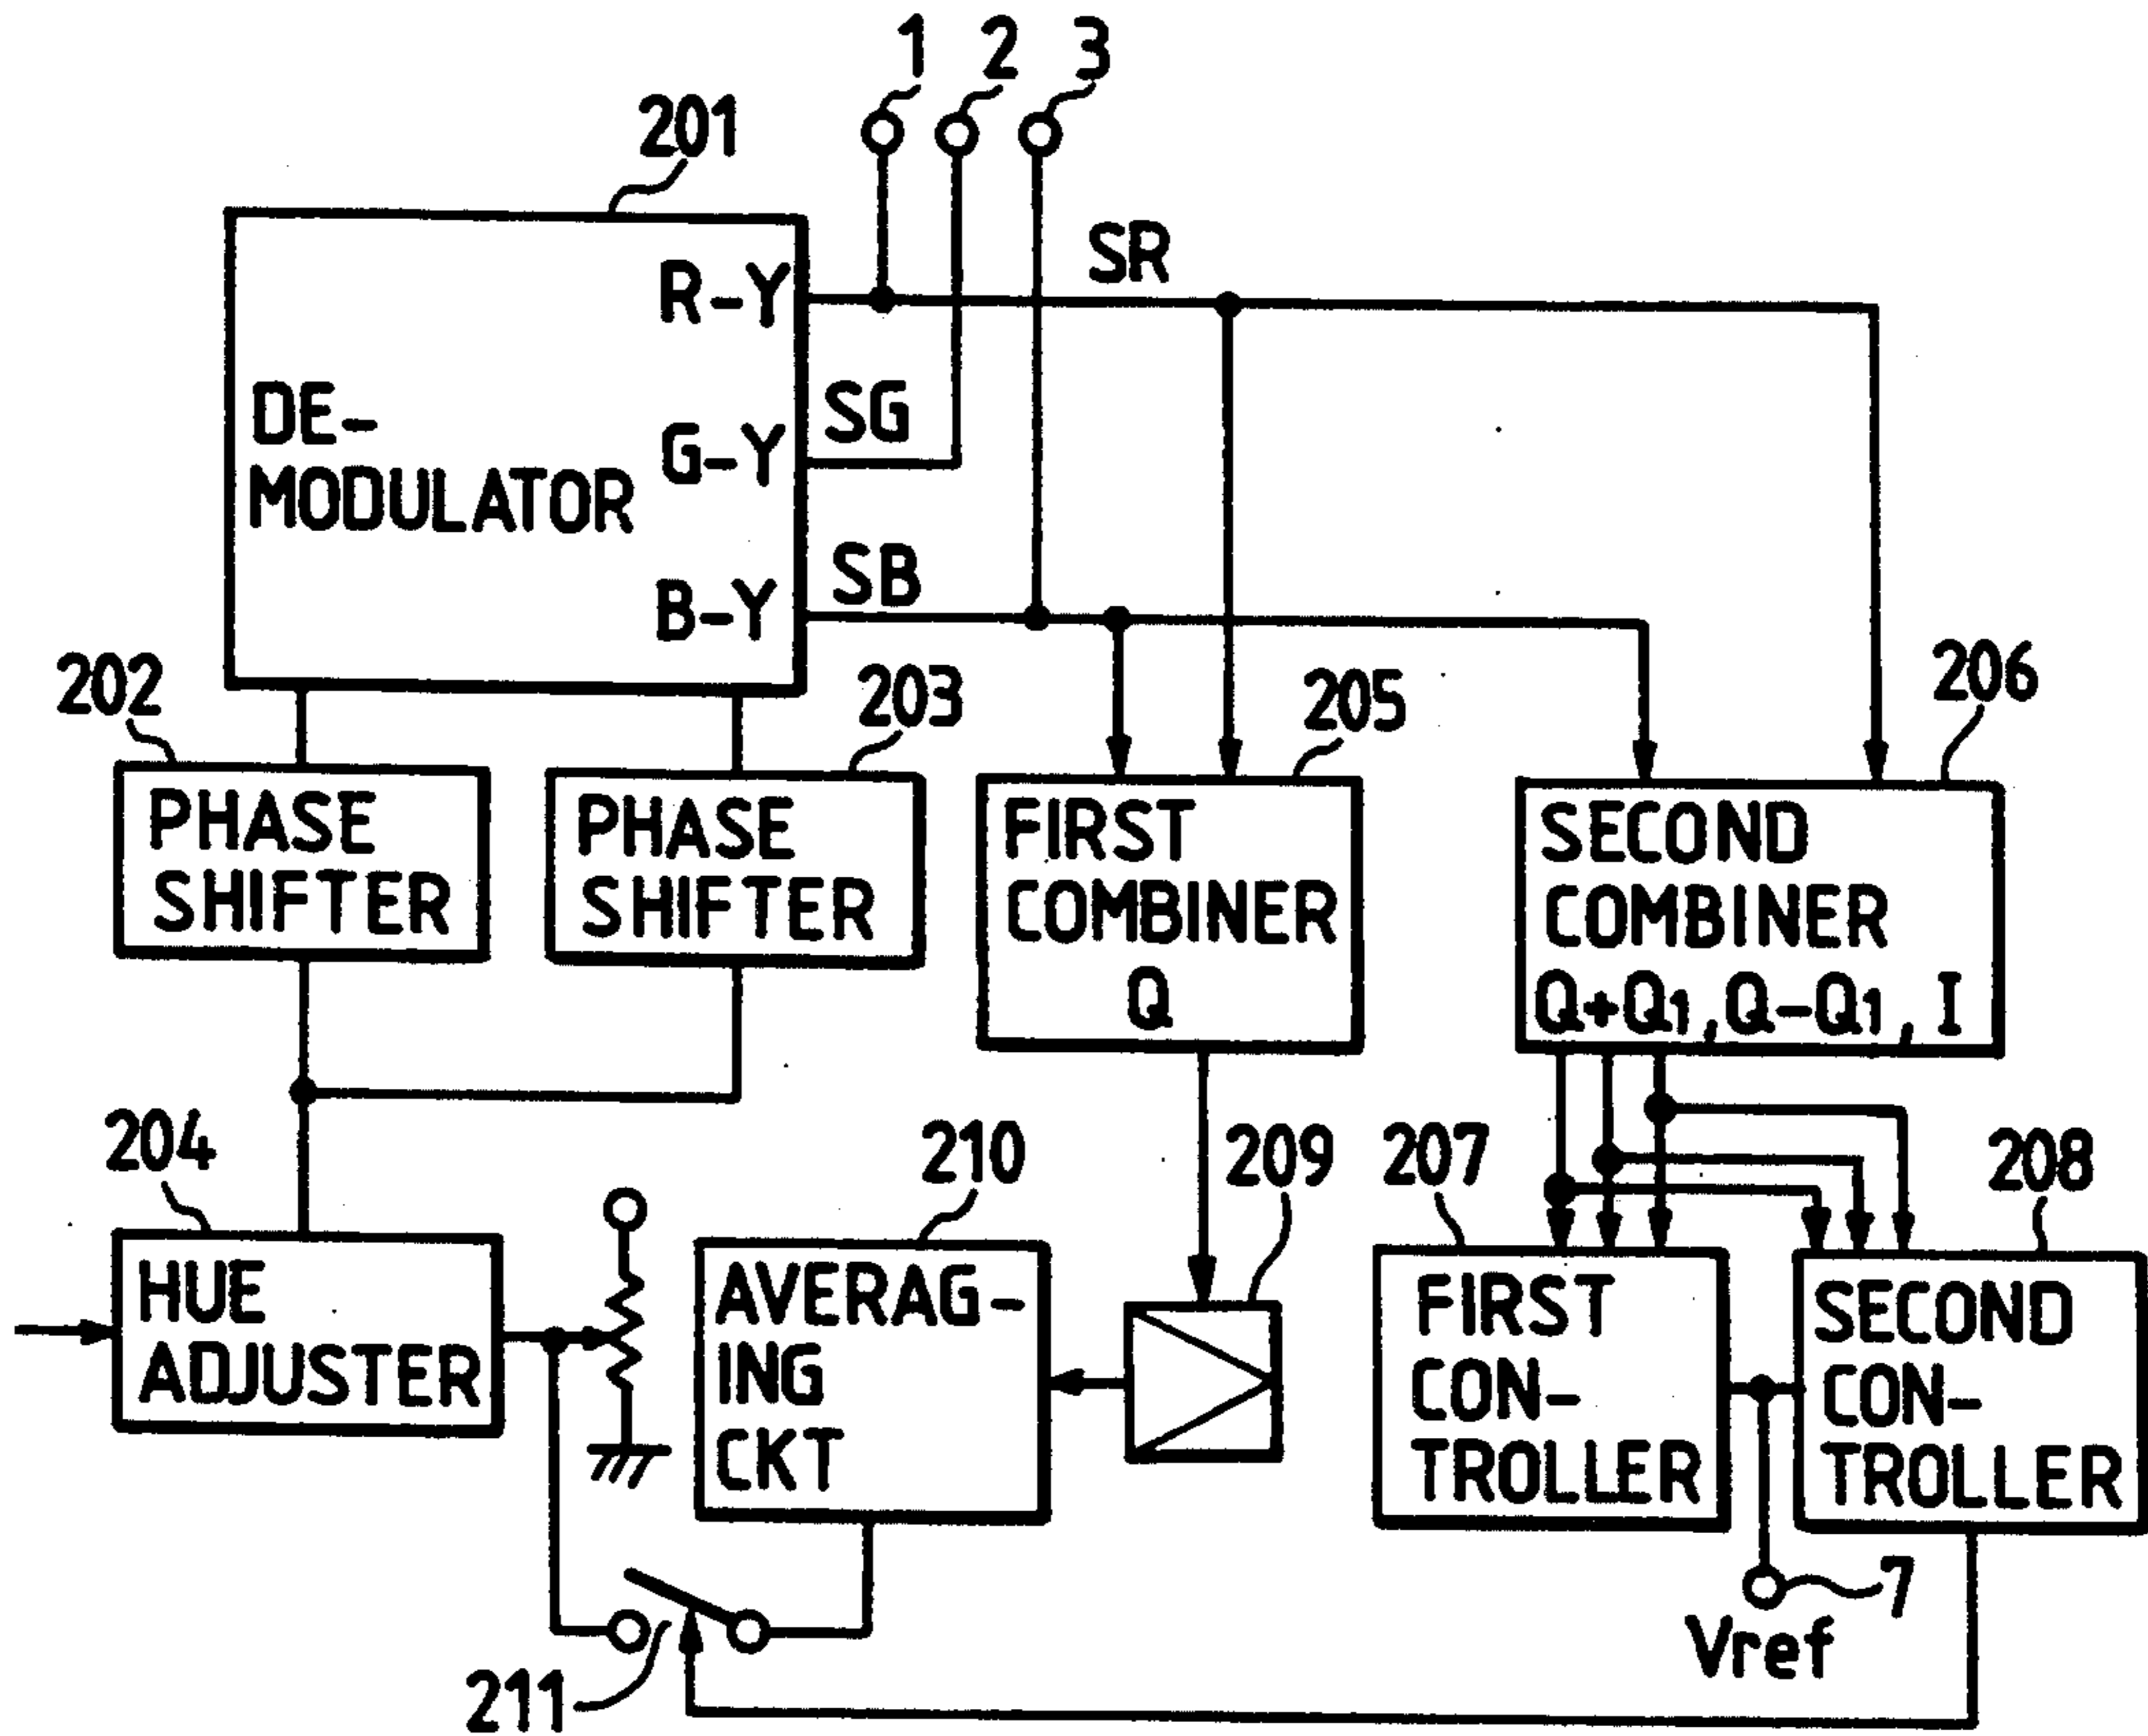 1 2 3
201
SR
R-Y
DE-
MODULATOR
SG
G-Y
SB
B-Y
202
203
205
206
PHASE
SHIFTER
PHASE
SHIFTER
FIRST
COMBINER
Q
SECOND
COMBINER
Q+Q1, Q-Q1, I
204
210
209
207
208
HUE
ADJUSTER
AVERAG-
ING
CKT
FIRST
CON-
TROLLER
SECOND
CON-
TROLLER
7
Vref
211